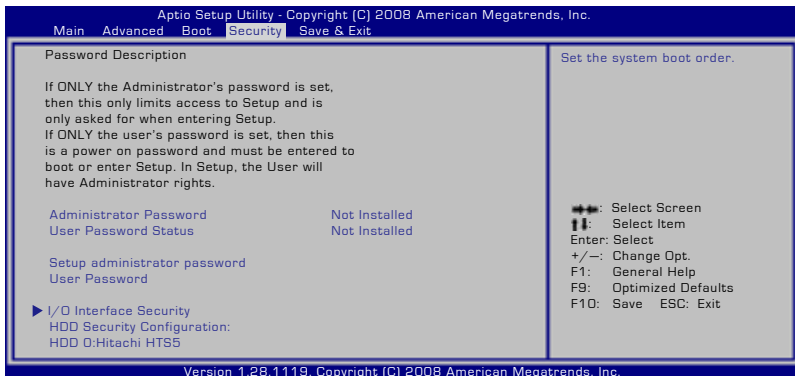 Aptio Setup Utility - Copyright (C) 2008 American Megatrends, Inc.
Main Advanced Boot Security Save & Exit
Password Description
If ONLY the Administrator's password is set,
then this only limits access to Setup and is
only asked for when entering Setup.
If ONLY the user's password is set, then this
is a power on password and must be entered to
boot or enter Setup. In Setup, the User will
have Administrator rights.
Administrator Password Not Installed
User Password Status Not Installed
Setup administrator password
User Password
I/O Interface Security
HDD Security Configuration:
HDD 0:Hitachi HTS5
Set the system boot order.
: Select Screen
: Select Item
Enter: Select
+/—: Change Opt.
F1: General Help
F9: Optimized Defaults
F10: Save ESC: Exit
Version 1.28.1119. Copyright (C) 2008 American Megatrends, Inc.